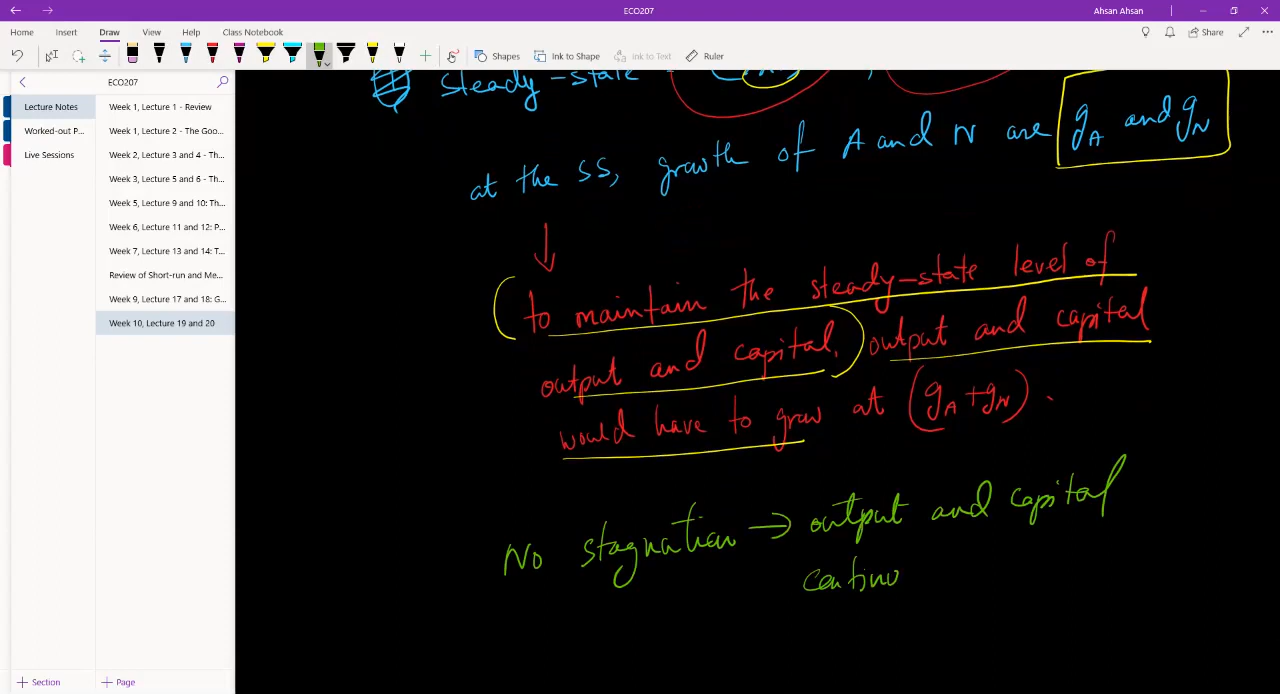 ECO207
Ahsan Ahsan
Home Insert Draw View Help Class Notebook
Share
Shapes Ink to Shape Ink to Text Ruler
ECO207
Lecture Notes
Worked-out P...
Live Sessions
Week 1, Lecture 1 - Review
Week 1, Lecture 2 - The Goo...
Week 2, Lecture 3 and 4 - Th...
Week 3, Lecture 5 and 6 - Th...
Week 5, Lecture 9 and 10: Th...
Week 6, Lecture 11 and 12: P...
Week 7, Lecture 13 and 14: T...
Review of Short-run and Me...
Week 9, Lecture 17 and 18: G...
Week 10, Lecture 19 and 20
steady-state
at the SS, growth of A and N are g_A and g_N
↓
(to maintain the steady-state level of
output and capital,) output and capital
would have to grow at (g_A + g_N).
No stagnation → output and capital
continu
+ Section
+ Page